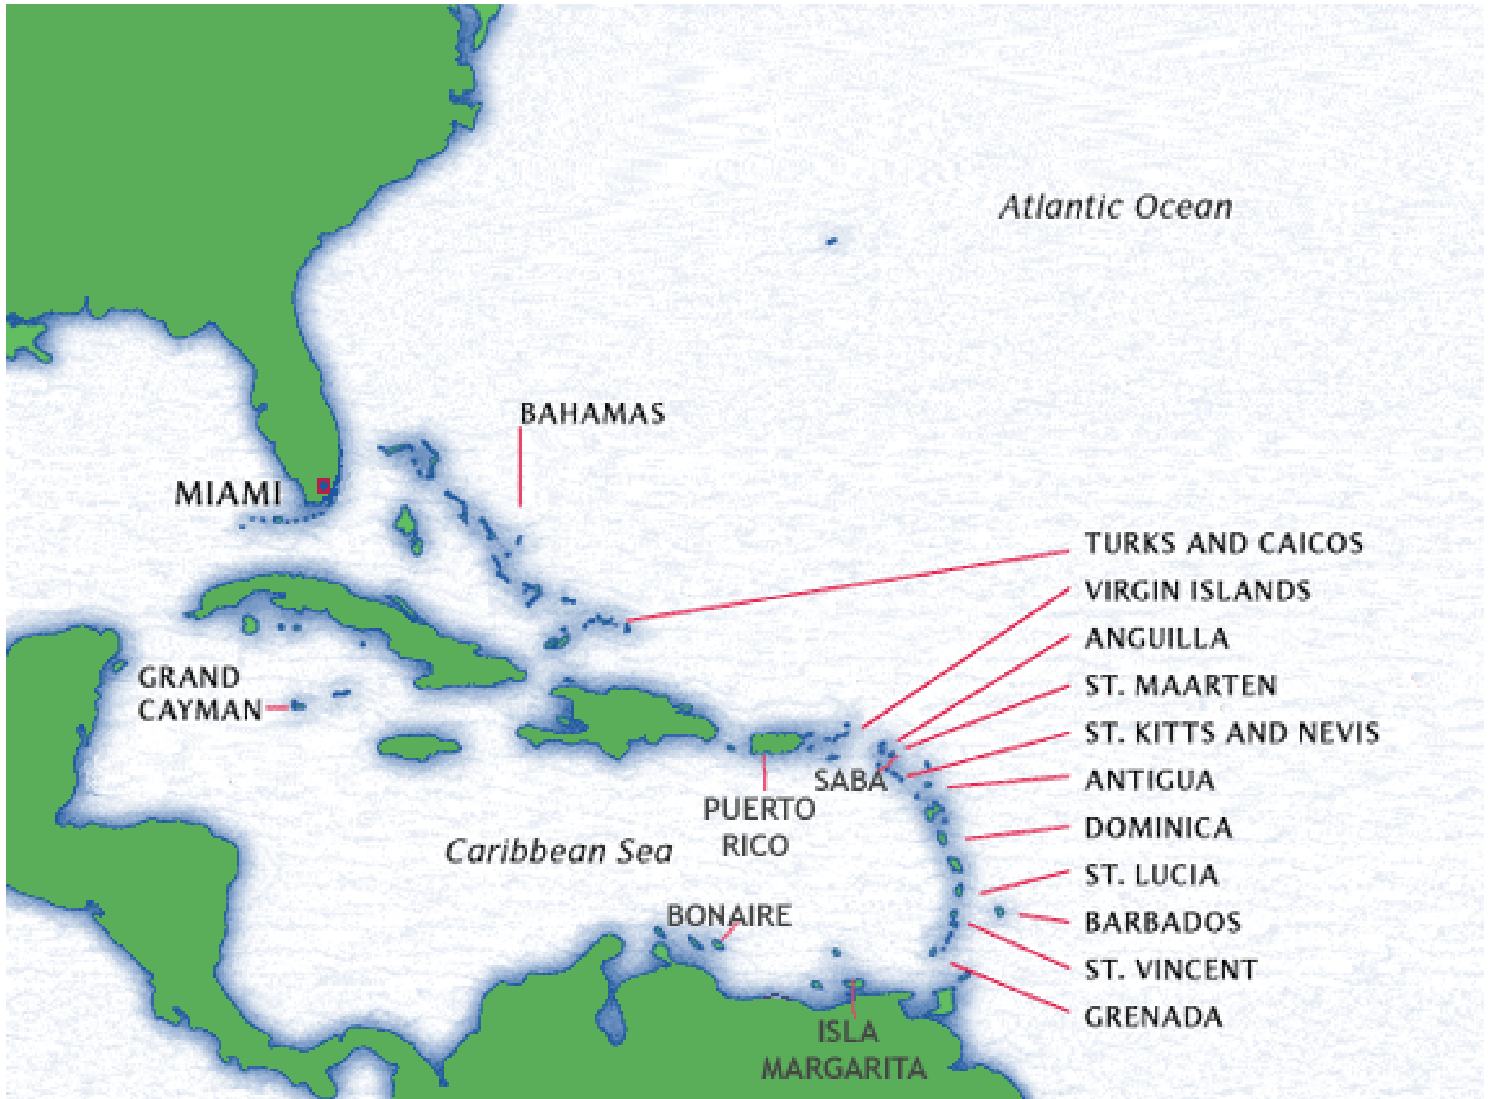 Atlantic Ocean
BAHAMAS
MIAMI
TURKS AND CAICOS
VIRGIN ISLANDS
ANGUILLA
GRAND
CAYMAN
ST. MAARTEN
ST. KITTS AND NEVIS
SABA
ANTIGUA
PUERTO
RICO
DOMINICA
Caribbean Sea
ST. LUCIA
BONAIRE
BARBADOS
ST. VINCENT
GRENADA
ISLA
MARGARITA